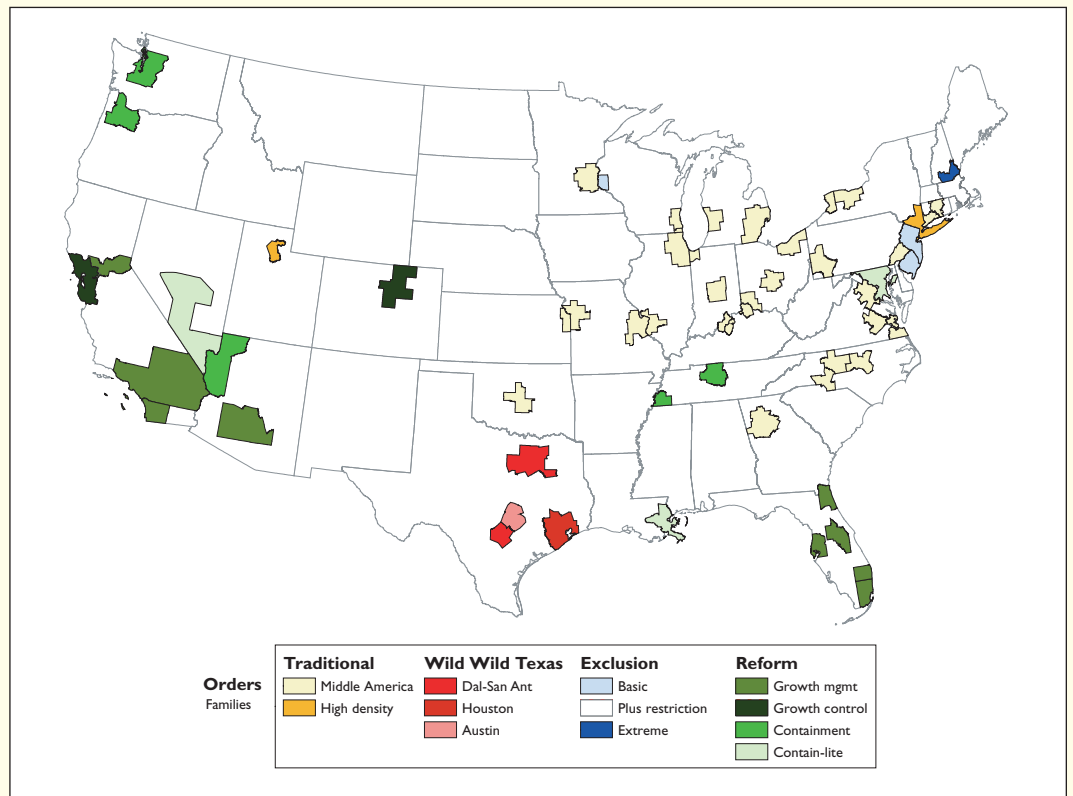 Orders
Families
Traditional
Middle America
High density
Wild Wild Texas
Dal-San Ant
Houston
Austin
Exclusion
Basic
Plus restriction
Extreme
Reform
Growth mgmt
Growth control
Containment
Contain-lite